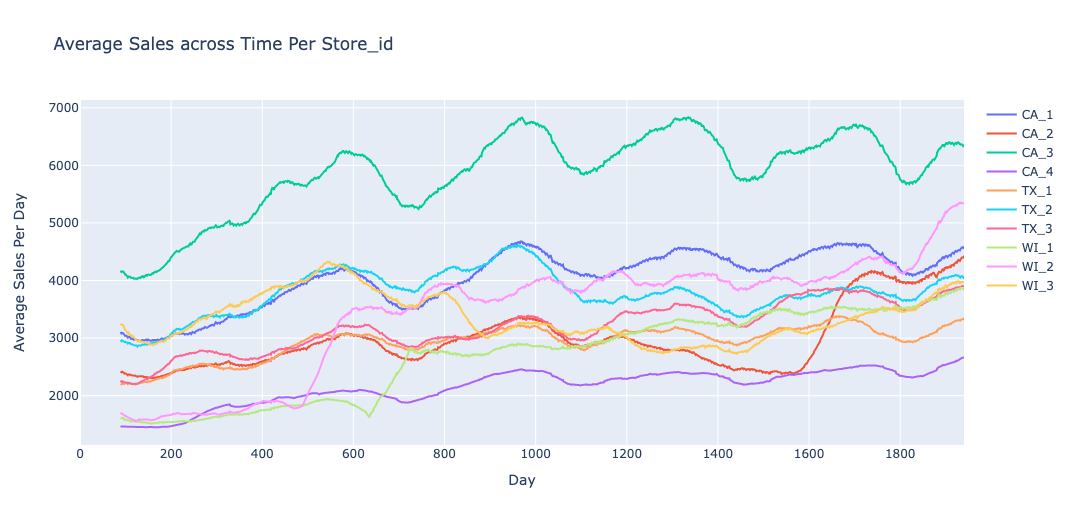 Average Sales across Time Per Store_id
7000
6000
5000
4000
3000
2000
Average Sales Per Day
0
200
400
600
800
1000
1200
1400
1600
1800
Day
CA_1
CA_2
CA_3
CA_4
TX_1
TX_2
TX_3
WI_1
WI_2
WI_3